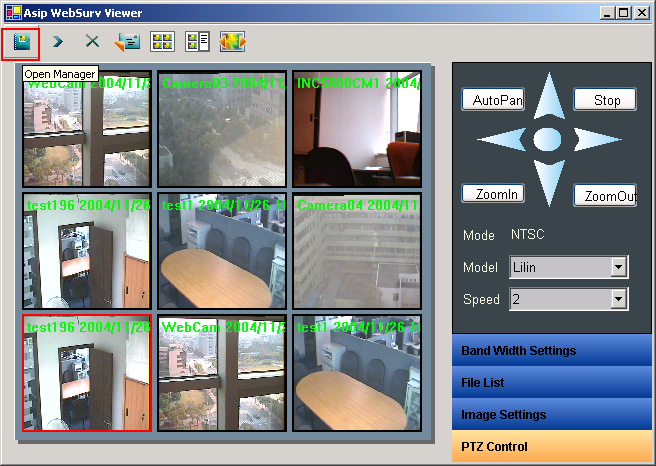 Asip WebSurv Viewer
Open Manager
WebCam 2004/11/2
Camera03 2004/11/
INC5000CM1 2004/
test196 2004/11/26
test1 2004/11/26 1
Camera04 2004/11
test196 2004/11/26
WebCam 2004/11/2
test1 2004/11/26 1
AutoPan
Stop
ZoomIn
ZoomOut
Mode NTSC
Model Lilin
Speed 2
Band Width Settings
File List
Image Settings
PTZ Control